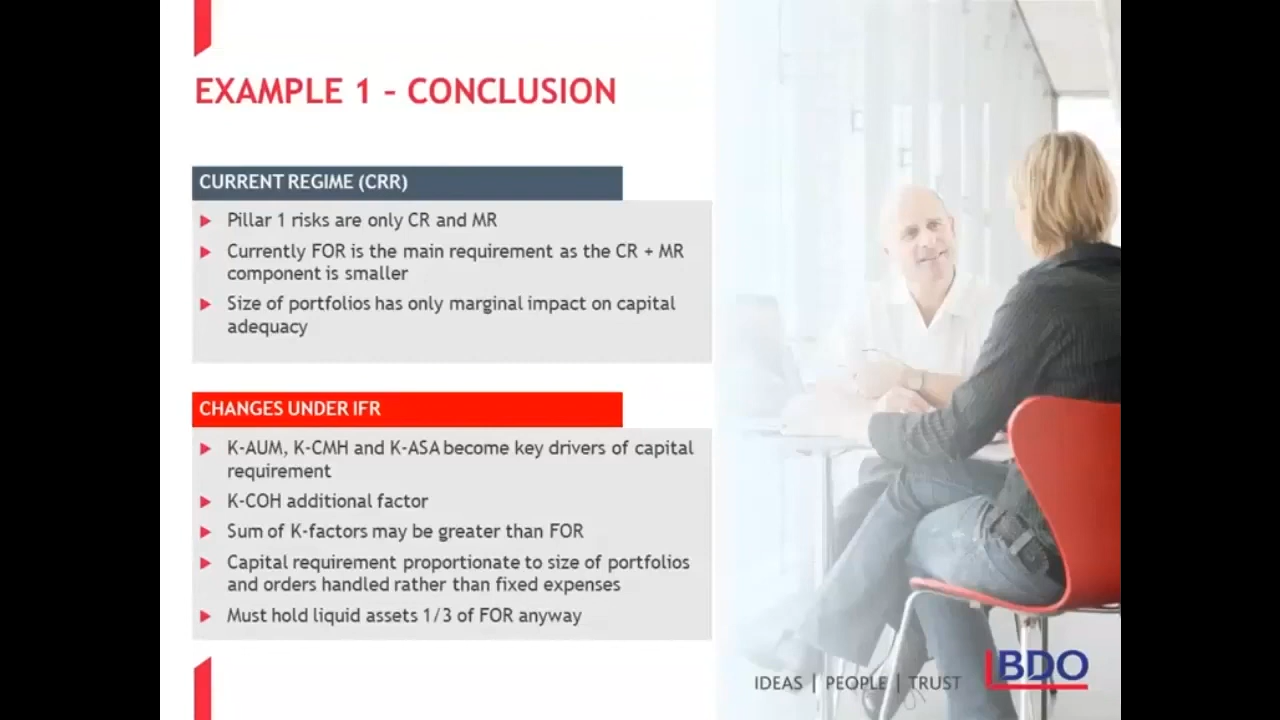 EXAMPLE 1 – CONCLUSION
CURRENT REGIME (CRR)
Pillar 1 risks are only CR and MR
Currently FOR is the main requirement as the CR + MR
component is smaller
Size of portfolios has only marginal impact on capital
adequacy
CHANGES UNDER IFR
K-AUM, K-CMH and K-ASA become key drivers of capital
requirement
K-COH additional factor
Sum of K-factors may be greater than FOR
Capital requirement proportionate to size of portfolios
and orders handled rather than fixed expenses
Must hold liquid assets 1/3 of FOR anyway
IDEAS | PEOPLE | TRUST
BDO